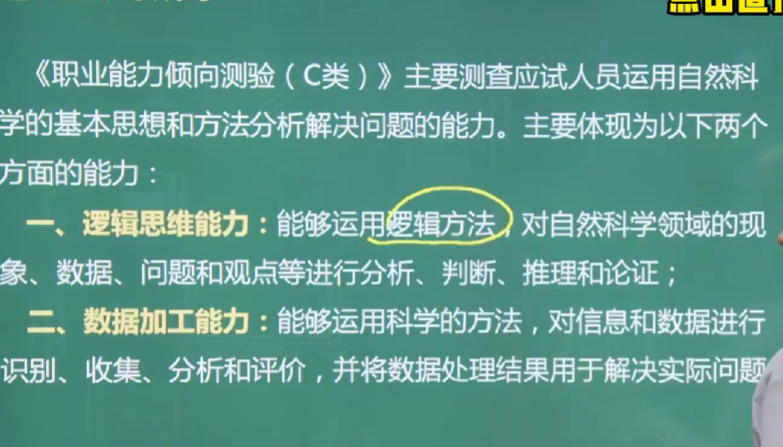 《职业能力倾向测验（C类）》主要测查应试人员运用自然科
学的基本思想和方法分析解决问题的能力。主要体现为以下两个
方面的能力：
一、逻辑思维能力：能够运用逻辑方法，对自然科学领域的现
象、数据、问题和观点等进行分析、判断、推理和论证；
二、数据加工能力：能够运用科学的方法，对信息和数据进行
识别、收集、分析和评价，并将数据处理结果用于解决实际问题